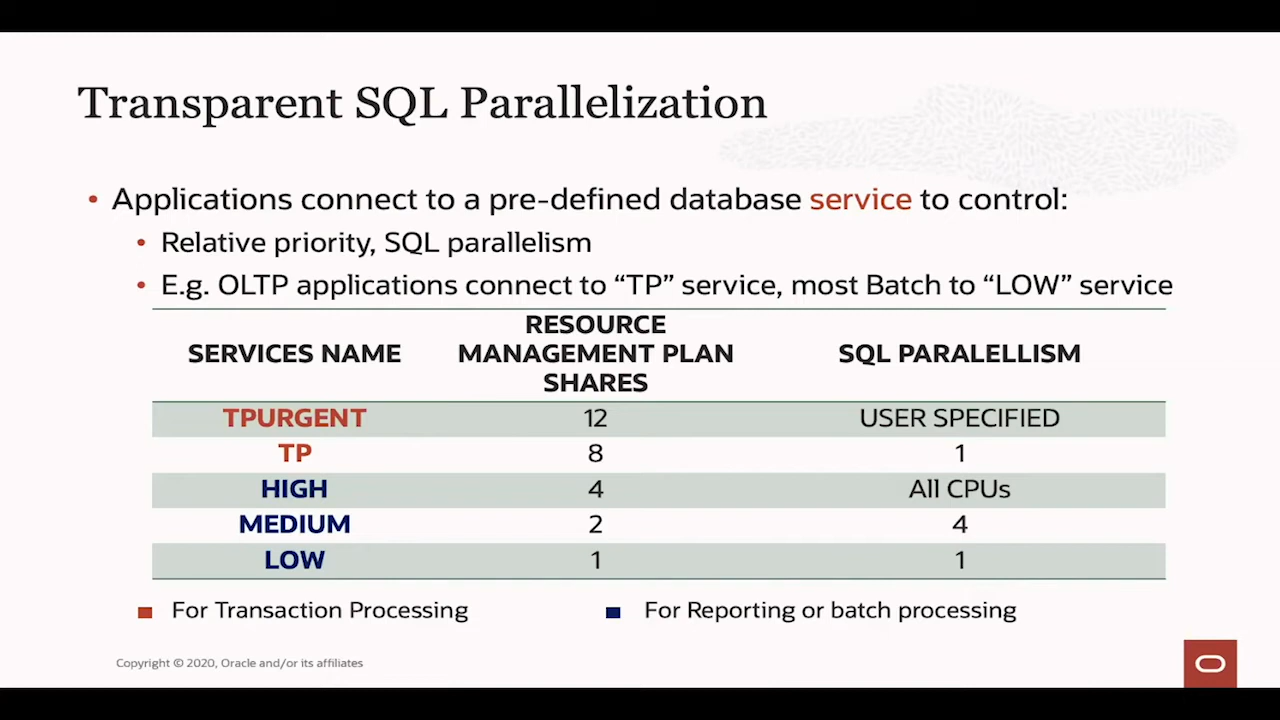 Transparent SQL Parallelization
• Applications connect to a pre-defined database service to control:
• Relative priority, SQL parallelism
• E.g. OLTP applications connect to “TP” service, most Batch to “LOW” service
SERVICES NAME RESOURCE MANAGEMENT PLAN SHARES SQL PARALELLISM
TPURGENT 12 USER SPECIFIED
TP 8 1
HIGH 4 All CPUs
MEDIUM 2 4
LOW 1 1
For Transaction Processing For Reporting or batch processing
Copyright © 2020, Oracle and/or its affiliates